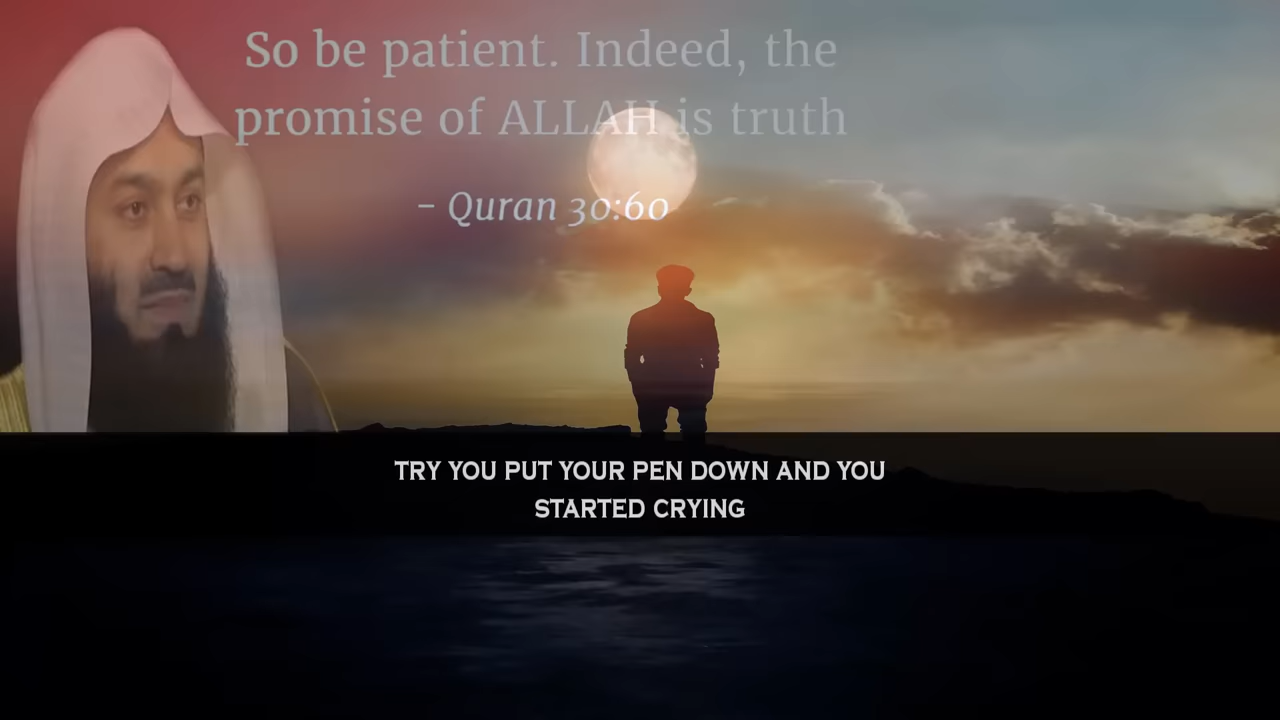 So be patient. Indeed, the
promise of ALLAH is truth
– Quran 30:60
TRY YOU PUT YOUR PEN DOWN AND YOU
STARTED CRYING